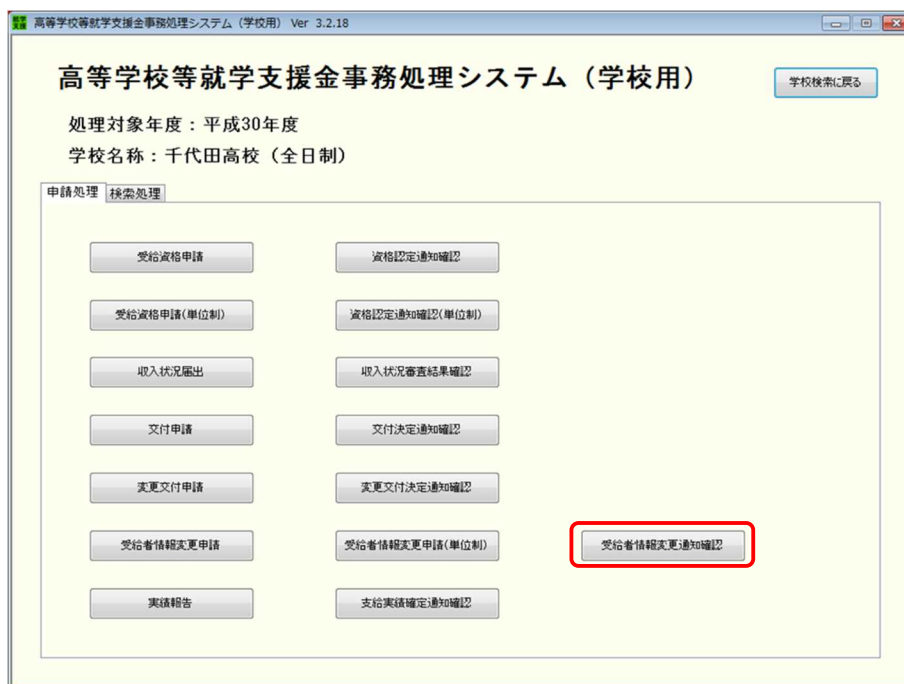 就学
支援
高等学校等就学支援金事務処理システム（学校用） Ver 3.2.18
高等学校等就学支援金事務処理システム（学校用）
学校検索に戻る
処理対象年度：平成30年度
学校名称：千代田高校（全日制）
申請処理 検索処理
受給資格申請 資格認定通知確認
受給資格申請(単位制) 資格認定通知確認(単位制)
収入状況届出 収入状況審査結果確認
交付申請 交付決定通知確認
変更交付申請 変更交付決定通知確認
受給者情報変更申請 受給者情報変更申請(単位制) 受給者情報変更通知確認
実績報告 支給実績確定通知確認